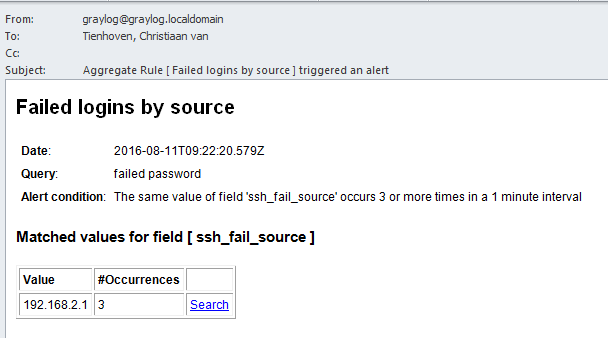 From: graylog@graylog.localdomain
To: Tienhoven, Christiaan van
Cc:
Subject: Aggregate Rule [ Failed logins by source ] triggered an alert
Failed logins by source
Date: 2016-08-11T09:22:20.579Z
Query: failed password
Alert condition: The same value of field 'ssh_fail_source' occurs 3 or more times in a 1 minute interval
Matched values for field [ ssh_fail_source ]
Value #Occurrences
192.168.2.1 3 Search